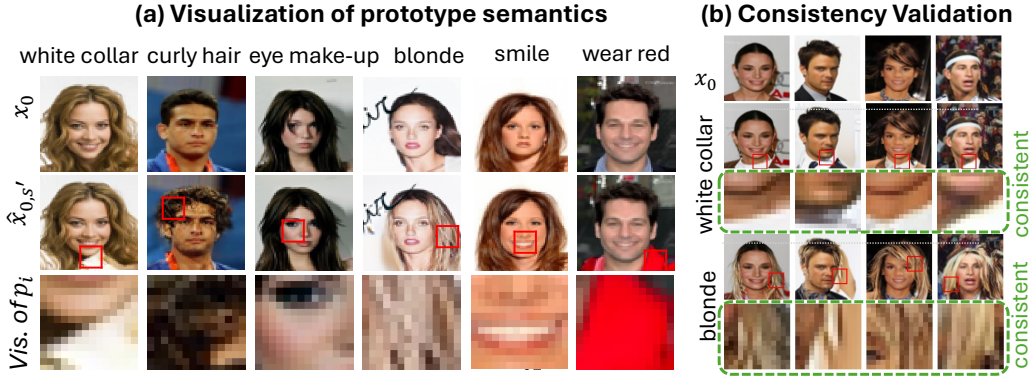 (a) Visualization of prototype semantics
white collar curly hair eye make-up blonde smile wear red
x₀
x̂₀,ₛ′
Vis. of pᵢ
(b) Consistency Validation
x₀
white collar
consistent
blonde
consistent